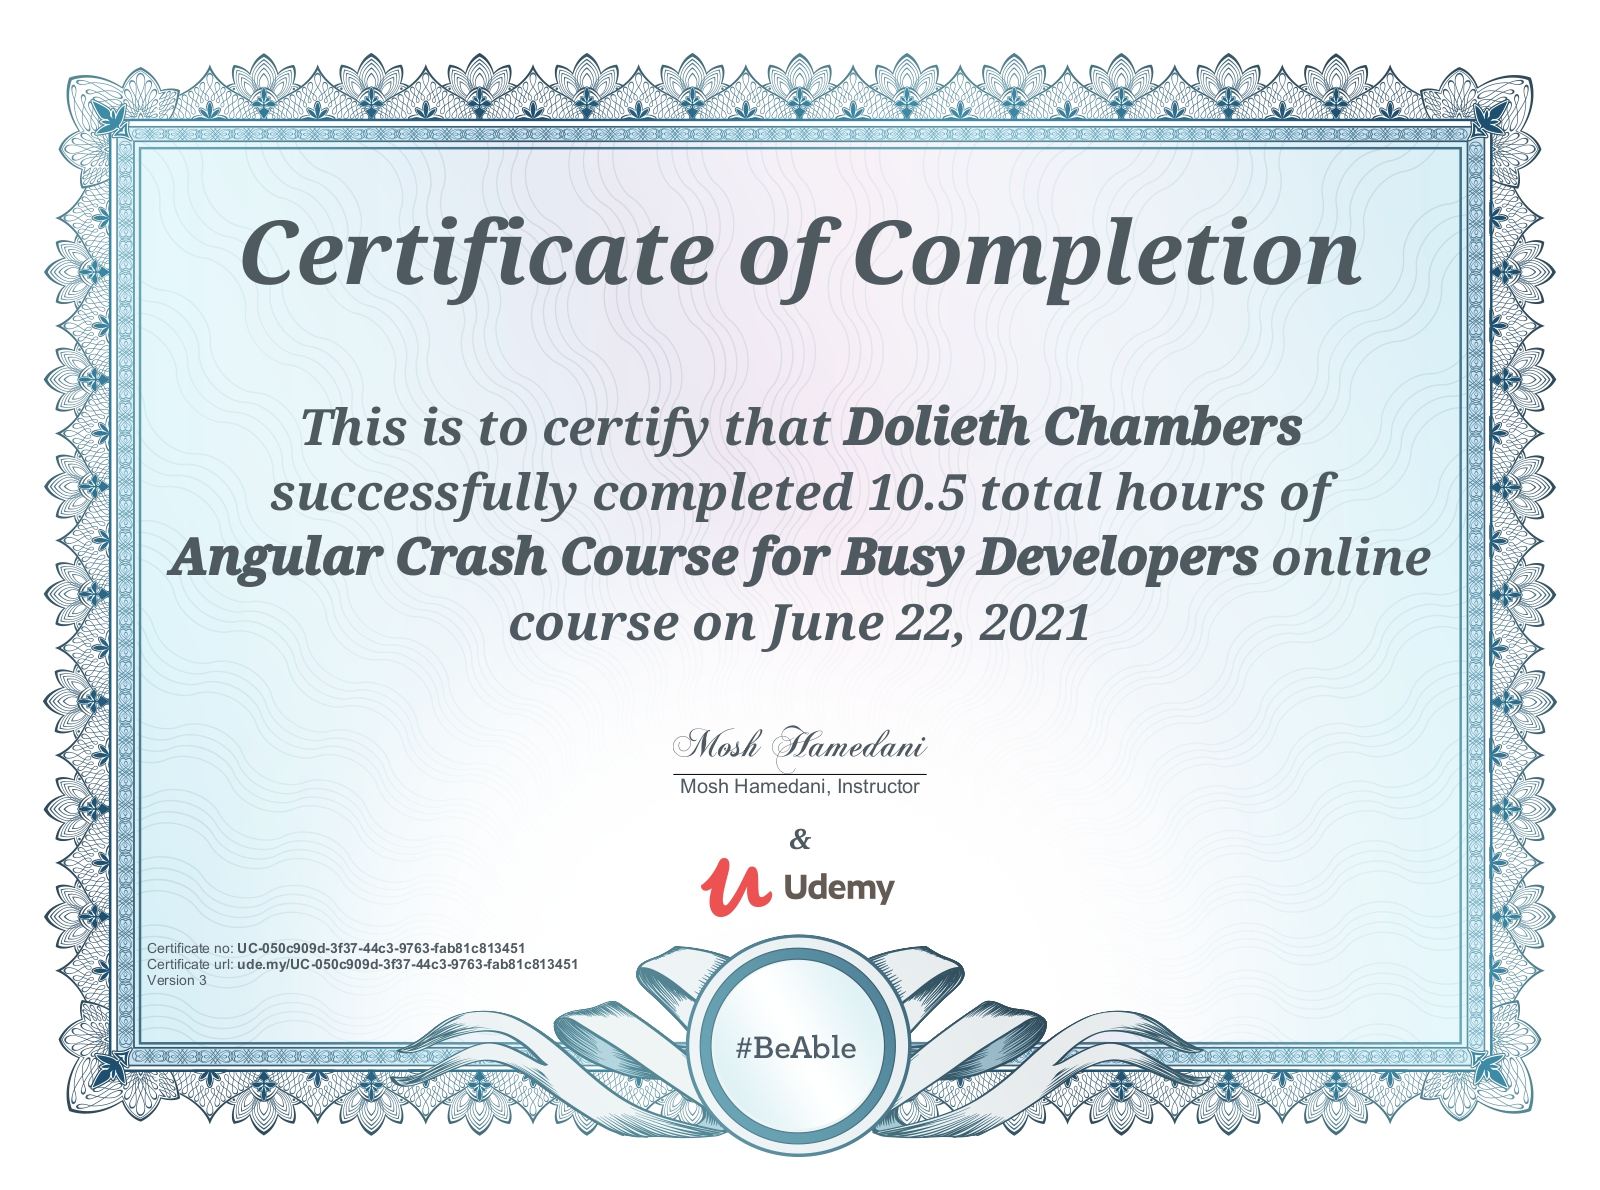 Certificate of Completion
This is to certify that Dolieth Chambers
successfully completed 10.5 total hours of
Angular Crash Course for Busy Developers online
course on June 22, 2021
Mosh Hamedani
Mosh Hamedani, Instructor
&
Udemy
Certificate no: UC-050c909d-3f37-44c3-9763-fab81c813451
Certificate url: ude.my/UC-050c909d-3f37-44c3-9763-fab81c813451
Version 3
#BeAble